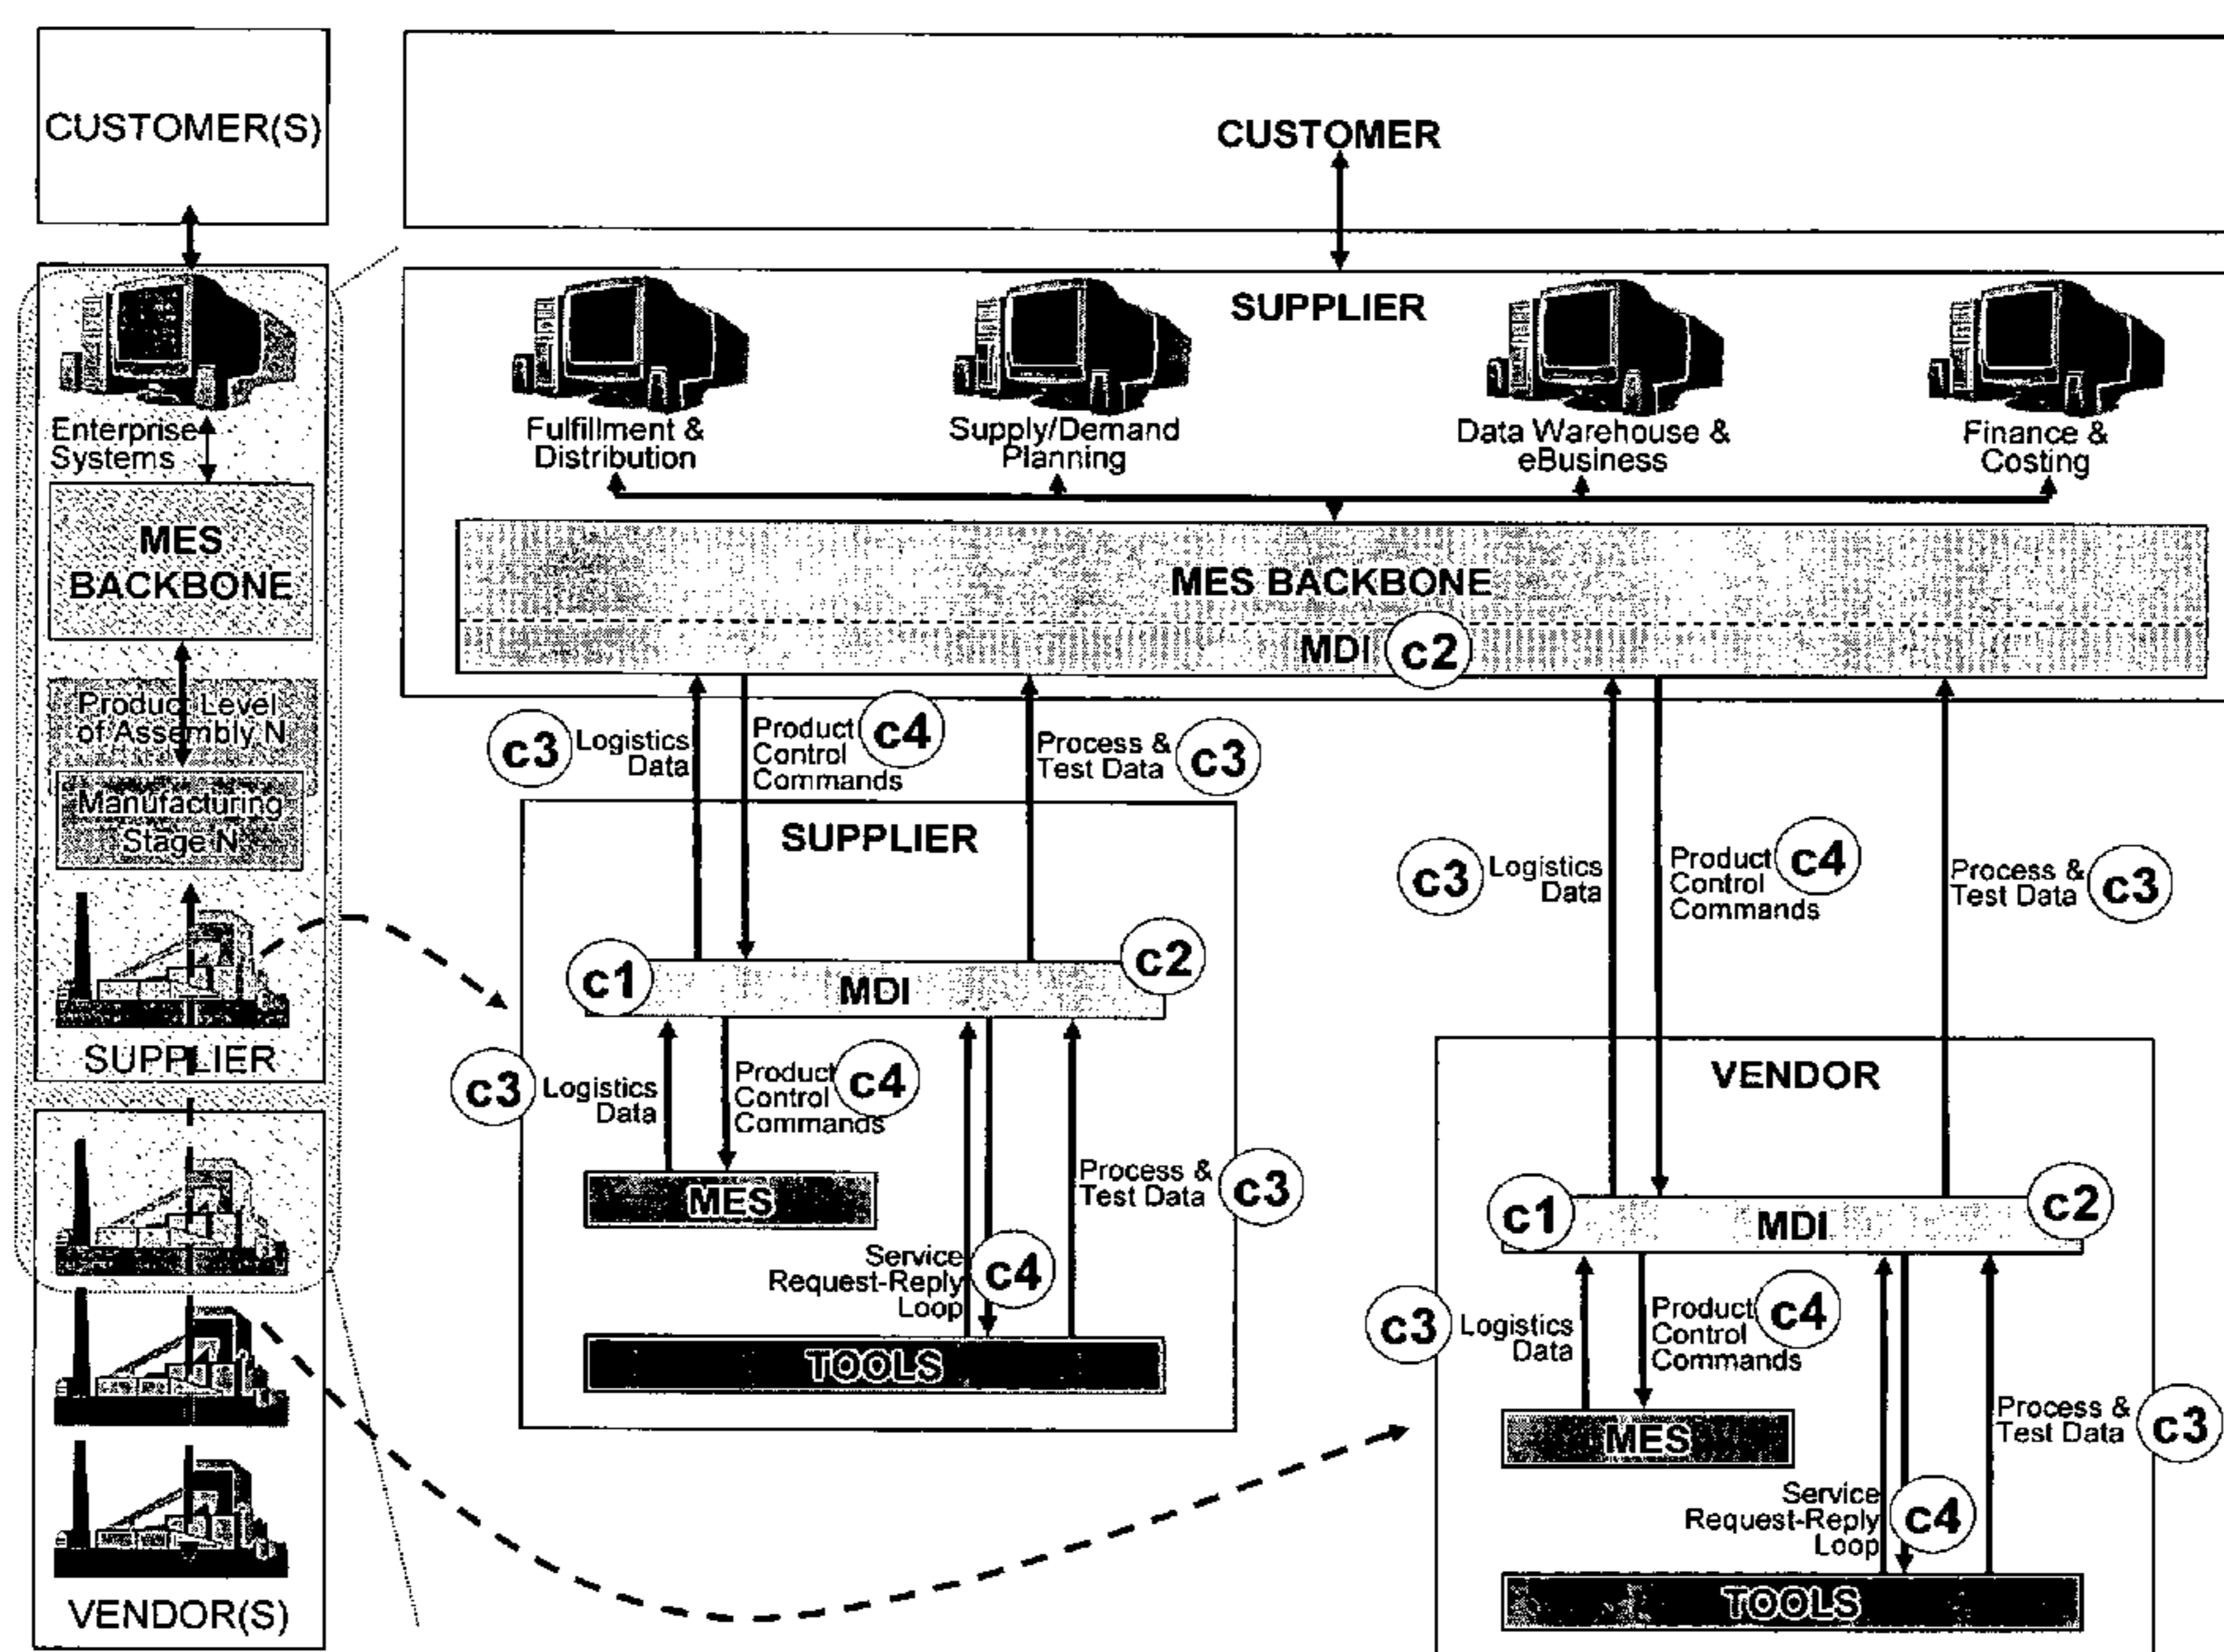 CUSTOMER(S)
Enterprise
Systems
MES
BACKBONE
Product Level
of Assembly N
Manufacturing
Stage N
SUPPLIER
VENDOR(S)
CUSTOMER
SUPPLIER
Fulfillment &
Distribution
Supply/Demand
Planning
Data Warehouse &
eBusiness
Finance &
Costing
MES BACKBONE
MDI c2
c3 Logistics
Data
Product c4
Control
Commands
Process & c3
Test Data
SUPPLIER
c1 MDI c2
c3 Logistics
Data
Product c4
Control
Commands
MES
Process & c3
Test Data
Service c4
Request-Reply
Loop
TOOLS
c3 Logistics
Data
Product c4
Control
Commands
Process & c3
Test Data
VENDOR
c1 MDI c2
c3 Logistics
Data
Product c4
Control
Commands
MES
Process & c3
Test Data
Service c4
Request-Reply
Loop
TOOLS